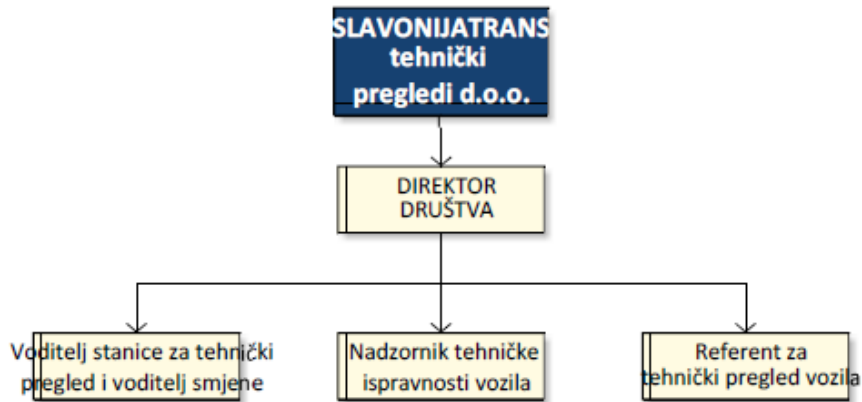 SLAVONIJATRANS
tehnički
pregledi d.o.o.
DIREKTOR
DRUŠTVA
Voditelj stanice za tehnički
pregled i voditelj smjene
Nadzornik tehničke
ispravnosti vozila
Referent za
tehnički pregled vozila